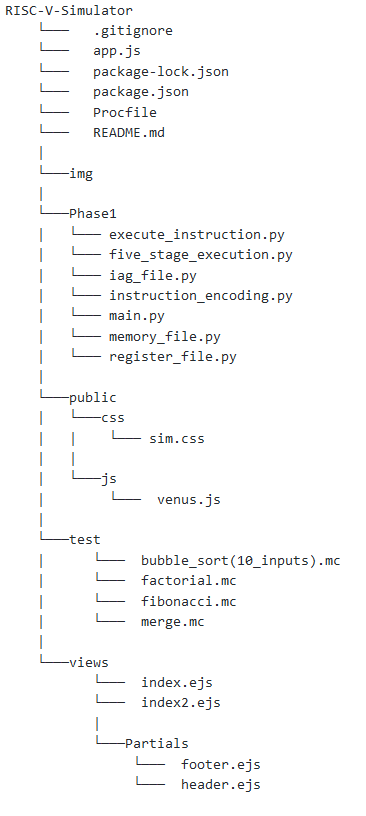 RISC-V-Simulator
└──   .gitignore
└──   app.js
└──   package-lock.json
└──   package.json
└──   Procfile
└──   README.md
|
└──img
|
└──Phase1
|   └── execute_instruction.py
|   └── five_stage_execution.py
|   └── iag_file.py
|   └── instruction_encoding.py
|   └── main.py
|   └── memory_file.py
|   └── register_file.py
|
└──public
|   └──css
|   |    └── sim.css
|   |
|   └──js
|        └──  venus.js
|
└──test
|      └──  bubble_sort(10_inputs).mc
|      └──  factorial.mc
|      └──  fibonacci.mc
|      └──  merge.mc
|
└──views
       └──  index.ejs
       └──  index2.ejs
       |
       └──Partials
            └──  footer.ejs
            └──  header.ejs